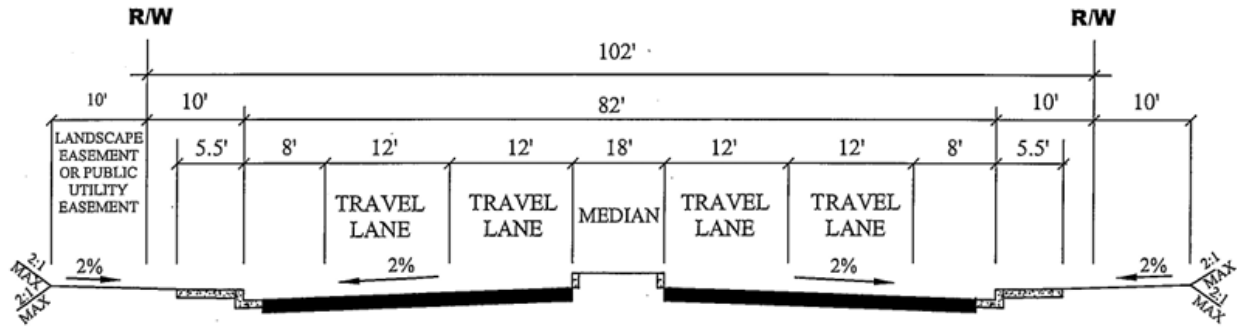 R/W
R/W
102'
10'
10'
82'
10'
10'
LANDSCAPE
EASEMENT
OR PUBLIC
UTILITY
EASEMENT
5.5'
8'
12'
12'
18'
12'
12'
8'
5.5'
TRAVEL
LANE
TRAVEL
LANE
MEDIAN
TRAVEL
LANE
TRAVEL
LANE
2:1
MAX
2:1
MAX
2%
2%
2%
2%
2:1
MAX
2:1
MAX